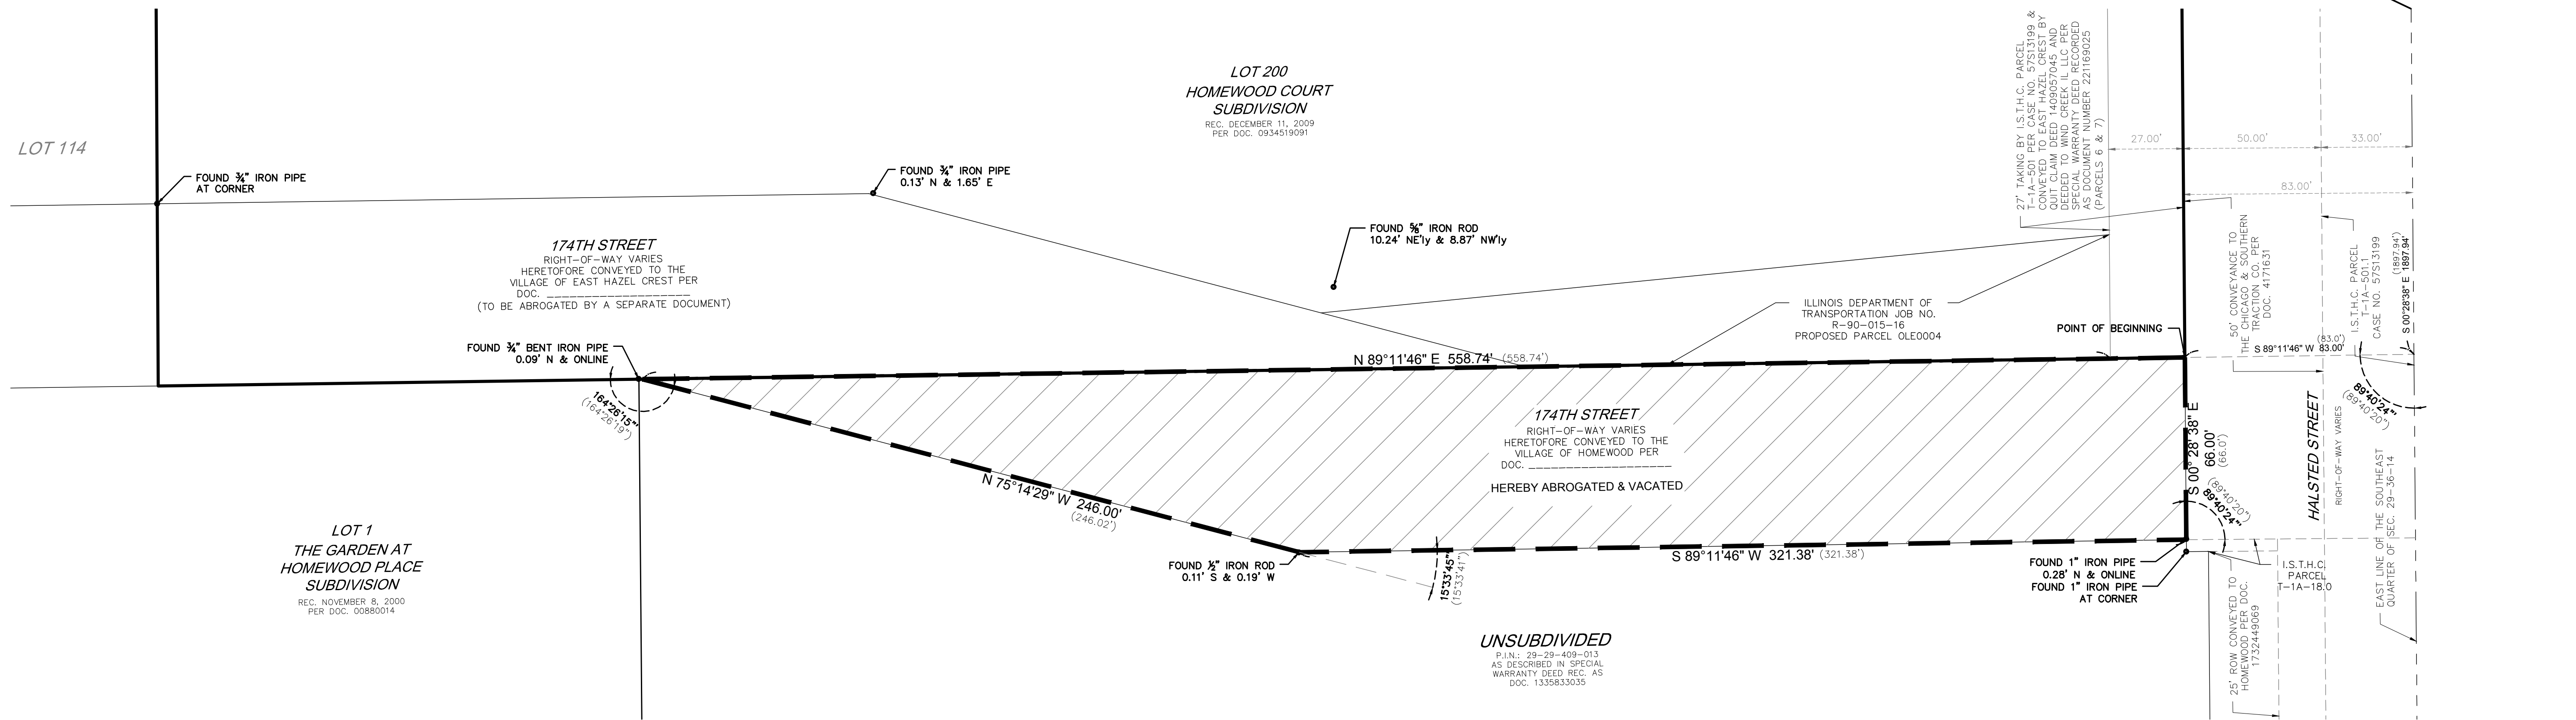 LOT 114
FOUND ¾" IRON PIPE
AT CORNER
LOT 200
HOMEWOOD COURT
SUBDIVISION
REC. DECEMBER 11, 2009
PER DOC. 0934519091
FOUND ¾" IRON PIPE
0.13' N & 1.65' E
FOUND ⅝" IRON ROD
10.24' NE'ly & 8.87' NW'ly
174TH STREET
RIGHT-OF-WAY VARIES
HERETOFORE CONVEYED TO THE
VILLAGE OF EAST HAZEL CREST PER
DOC. ____________________
(TO BE ABROGATED BY A SEPARATE DOCUMENT)
27' TAKING BY I.S.T.H.C. PARCEL
T-1A-501 PER CASE NO. 57S13199 &
CONVEYED TO EAST HAZEL CREST BY
QUIT CLAIM DEED 1409057045 AND
DEEDED TO WIND CREEK IL LLC PER
SPECIAL WARRANTY DEED RECORDED
AS DOCUMENT NUMBER 221169025
(PARCELS 6 & 7)
27.00'
50.00'
33.00'
83.00'
50' CONVEYANCE TO
THE CHICAGO & SOUTHERN
TRACTION CO. PER
DOC. 4171631
I.S.T.H.C. PARCEL
T-1A-501.1
CASE NO. 57S13199
(1897.94')
S 00°28'38" E 1897.94'
ILLINOIS DEPARTMENT OF
TRANSPORTATION JOB NO.
R-90-015-16
PROPOSED PARCEL OLE0004
POINT OF BEGINNING
(83.0')
S 89°11'46" W 83.00'
FOUND ¾" BENT IRON PIPE
0.09' N & ONLINE
N 89°11'46" E 558.74' (558.74')
164°26'15"
(164°26'19")
89°40'24"
(89°40'20")
174TH STREET
RIGHT-OF-WAY VARIES
HERETOFORE CONVEYED TO THE
VILLAGE OF HOMEWOOD PER
DOC. ____________________
HEREBY ABROGATED & VACATED
S 00° 28' 38" E
66.00'
(66.0')
HALSTED STREET
RIGHT-OF-WAY VARIES
EAST LINE OF THE SOUTHEAST
QUARTER OF SEC. 29-36-14
N 75°14'29" W 246.00'
(246.02')
(89°40'20")
89°40'24"
LOT 1
THE GARDEN AT
HOMEWOOD PLACE
SUBDIVISION
REC. NOVEMBER 8, 2000
PER DOC. 00880014
FOUND ½" IRON ROD
0.11' S & 0.19' W
15°33'45"
(15°33'41")
S 89°11'46" W 321.38' (321.38')
FOUND 1" IRON PIPE
0.28' N & ONLINE
FOUND 1" IRON PIPE
AT CORNER
I.S.T.H.C.
PARCEL
T-1A-18.0
25' ROW CONVEYED TO
HOMEWOOD PER DOC.
1732449069
UNSUBDIVIDED
P.I.N.: 29-29-409-013
AS DESCRIBED IN SPECIAL
WARRANTY DEED REC. AS
DOC. 1335833035